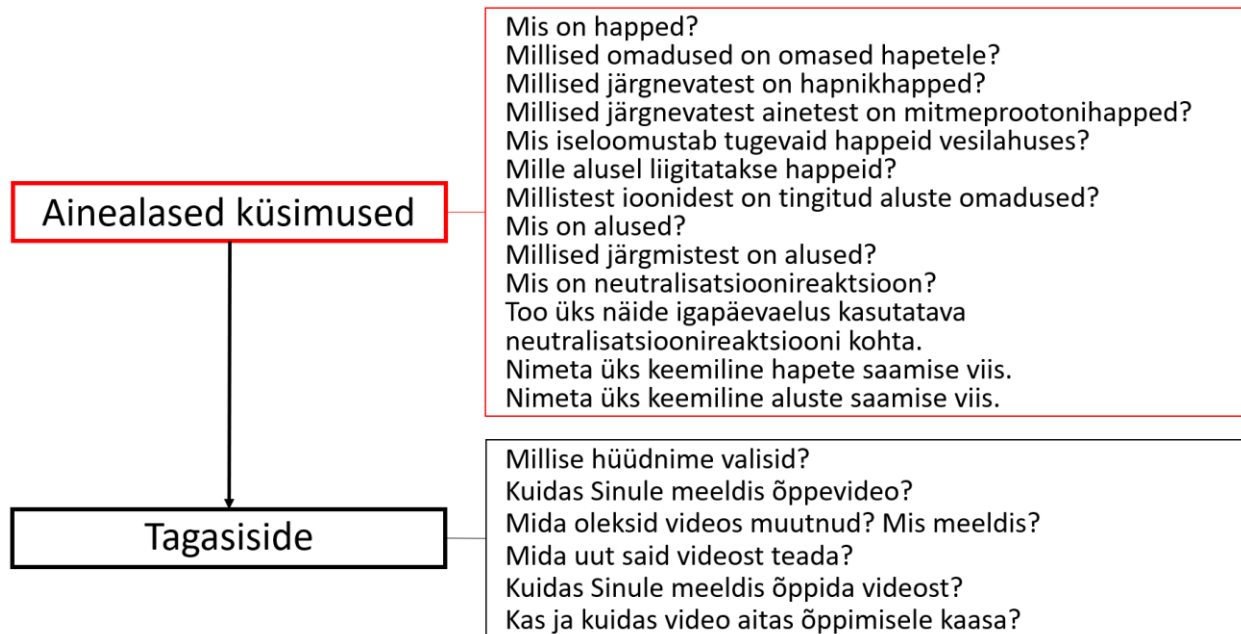 Ainealased küsimused
Mis on happed?
Millised omadused on omased hapetele?
Millised järgnevatest on hapnikhapped?
Millised järgnevatest ainetest on mitmeprootonihapped?
Mis iseloomustab tugevaid happeid vesilahuses?
Mille alusel liigitatakse happeid?
Millistest ioonidest on tingitud aluste omadused?
Mis on alused?
Millised järgmistest on alused?
Mis on neutralisatsioonireaktsioon?
Too üks näide igapäevaelus kasutatava
neutralisatsioonireaktsiooni kohta.
Nimeta üks keemiline hapete saamise viis.
Nimeta üks keemiline aluste saamise viis.
Tagasiside
Millise hüüdnime valisid?
Kuidas Sinule meeldis õppevideo?
Mida oleksid videos muutnud? Mis meeldis?
Mida uut said videost teada?
Kuidas Sinule meeldis õppida videost?
Kas ja kuidas video aitas õppimisele kaasa?